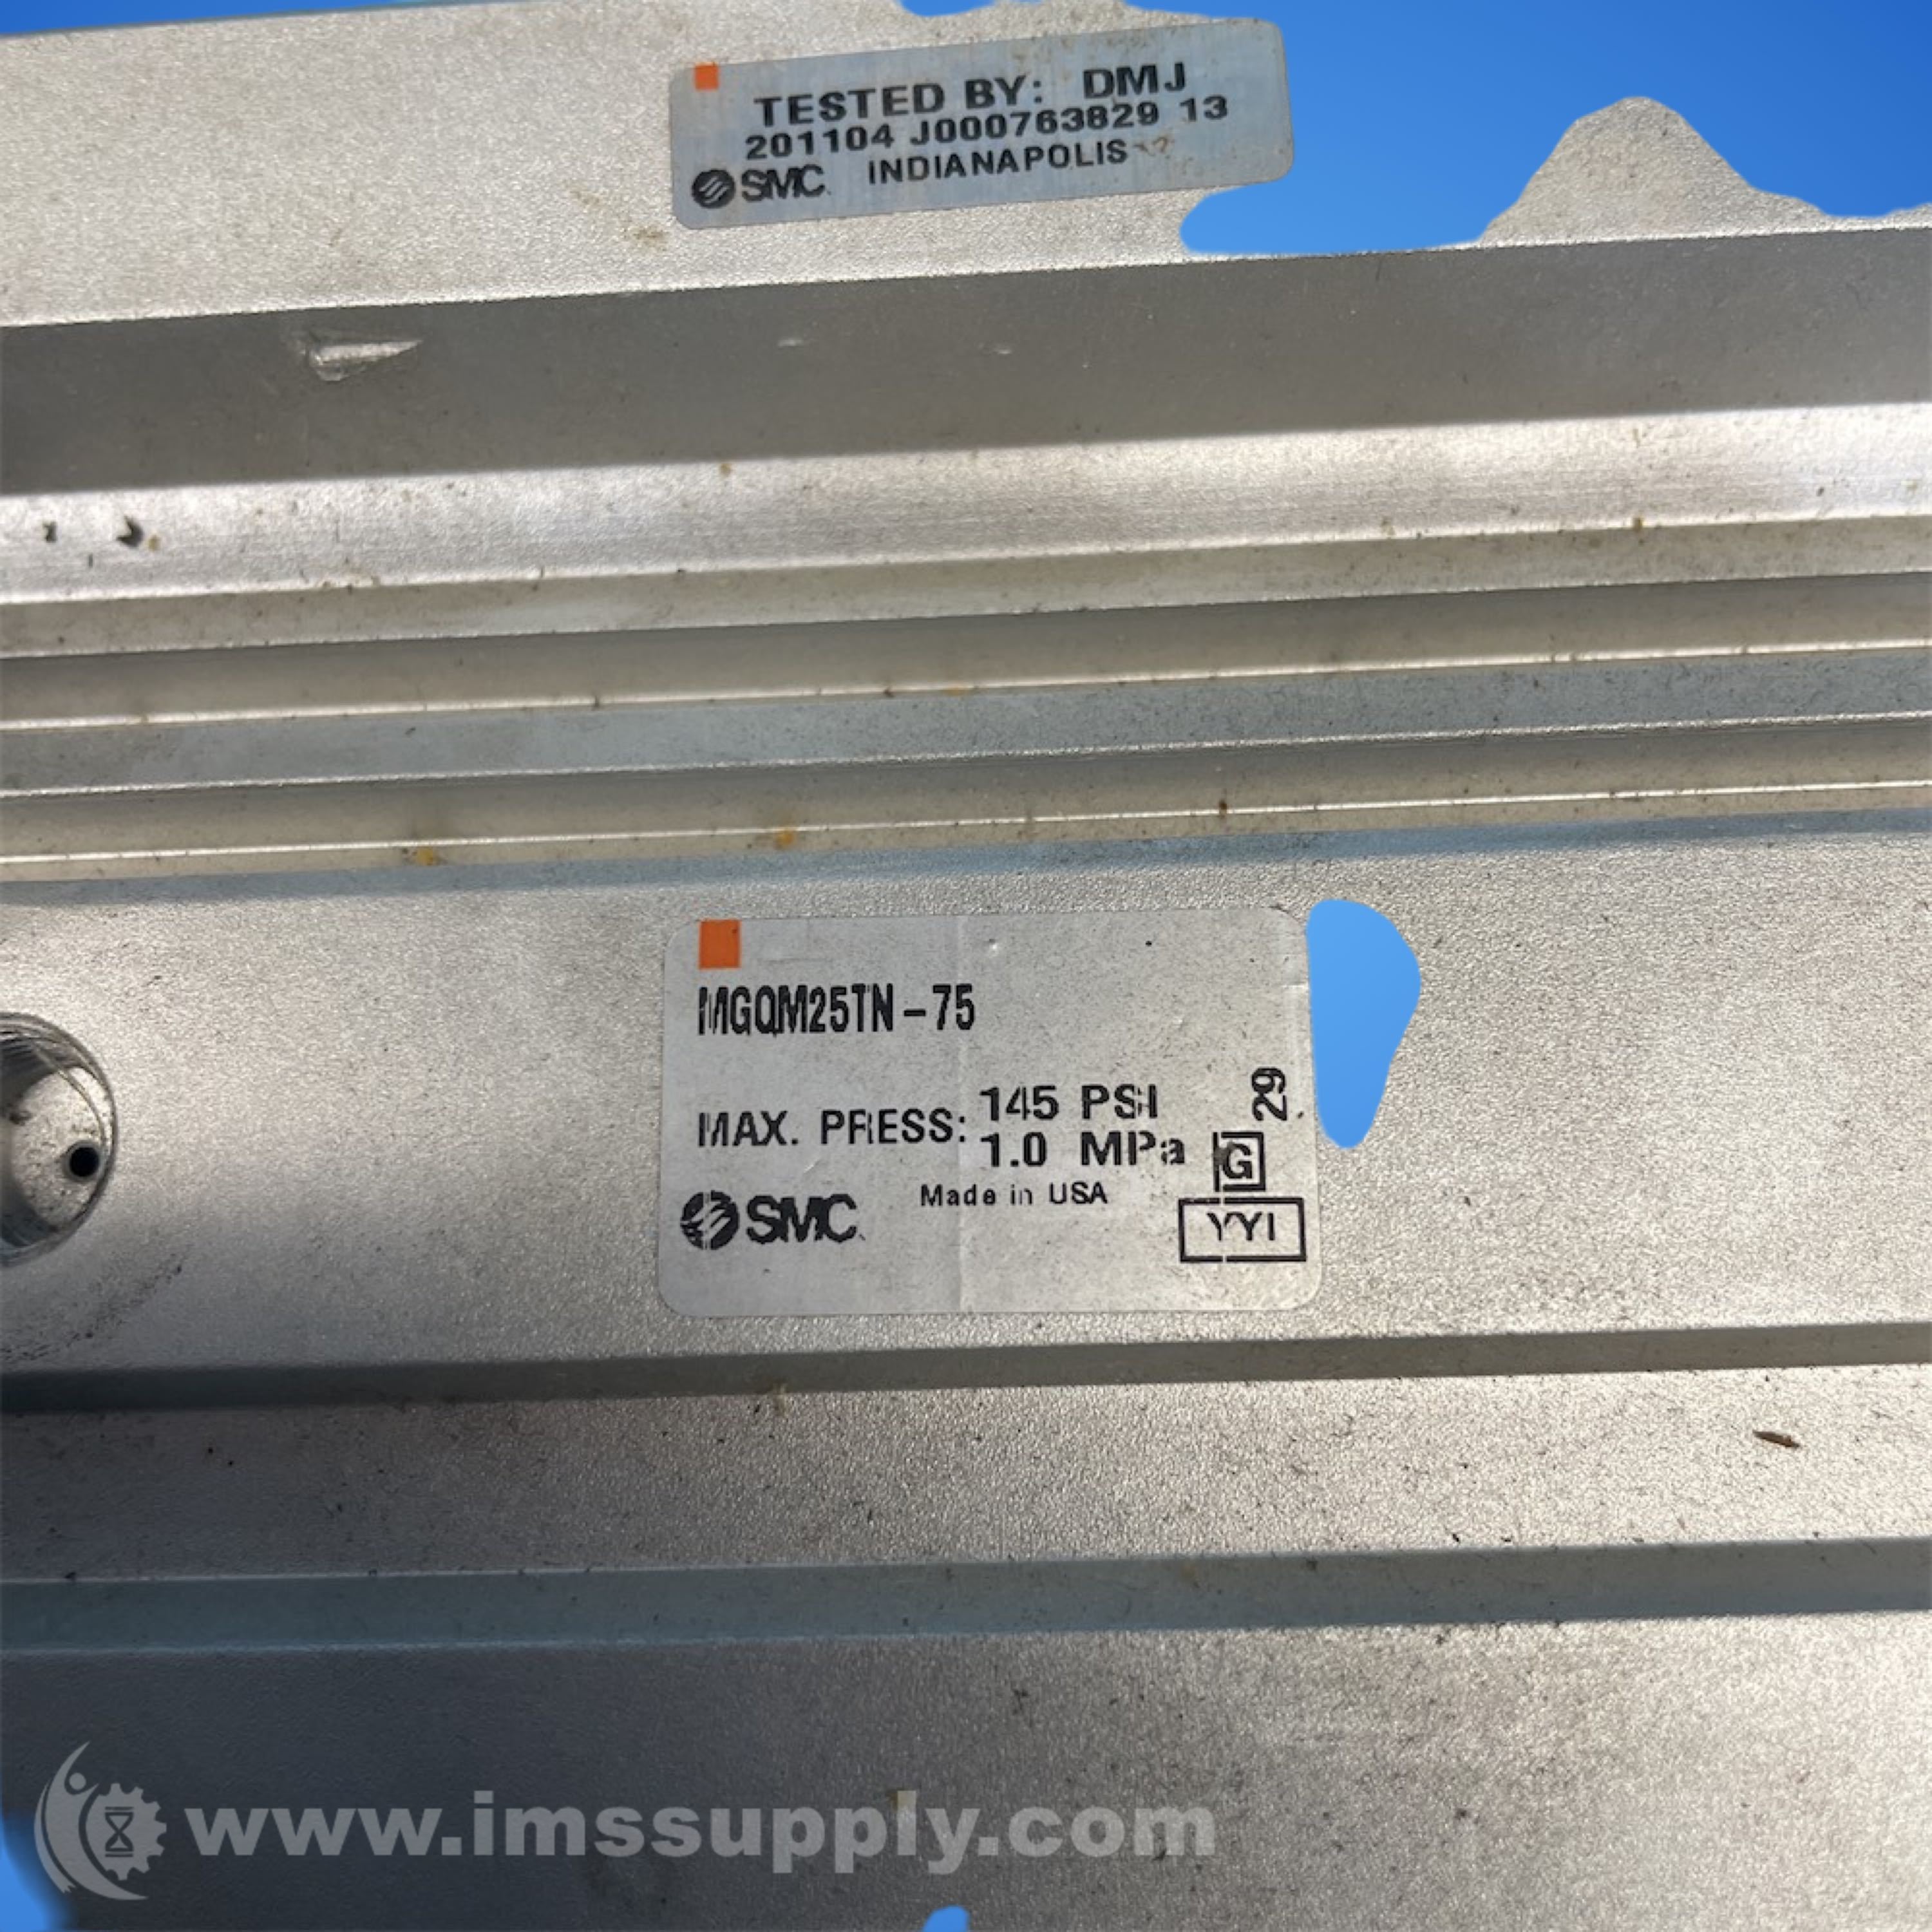 TESTED BY: DMJ
201104 J000763829 13
SMC. INDIANAPOLIS
MGQM25TN-75
MAX. PRESS: 145 PSI
1.0 MPa
G 29
SMC. Made in USA
YYI
www.imssupply.com